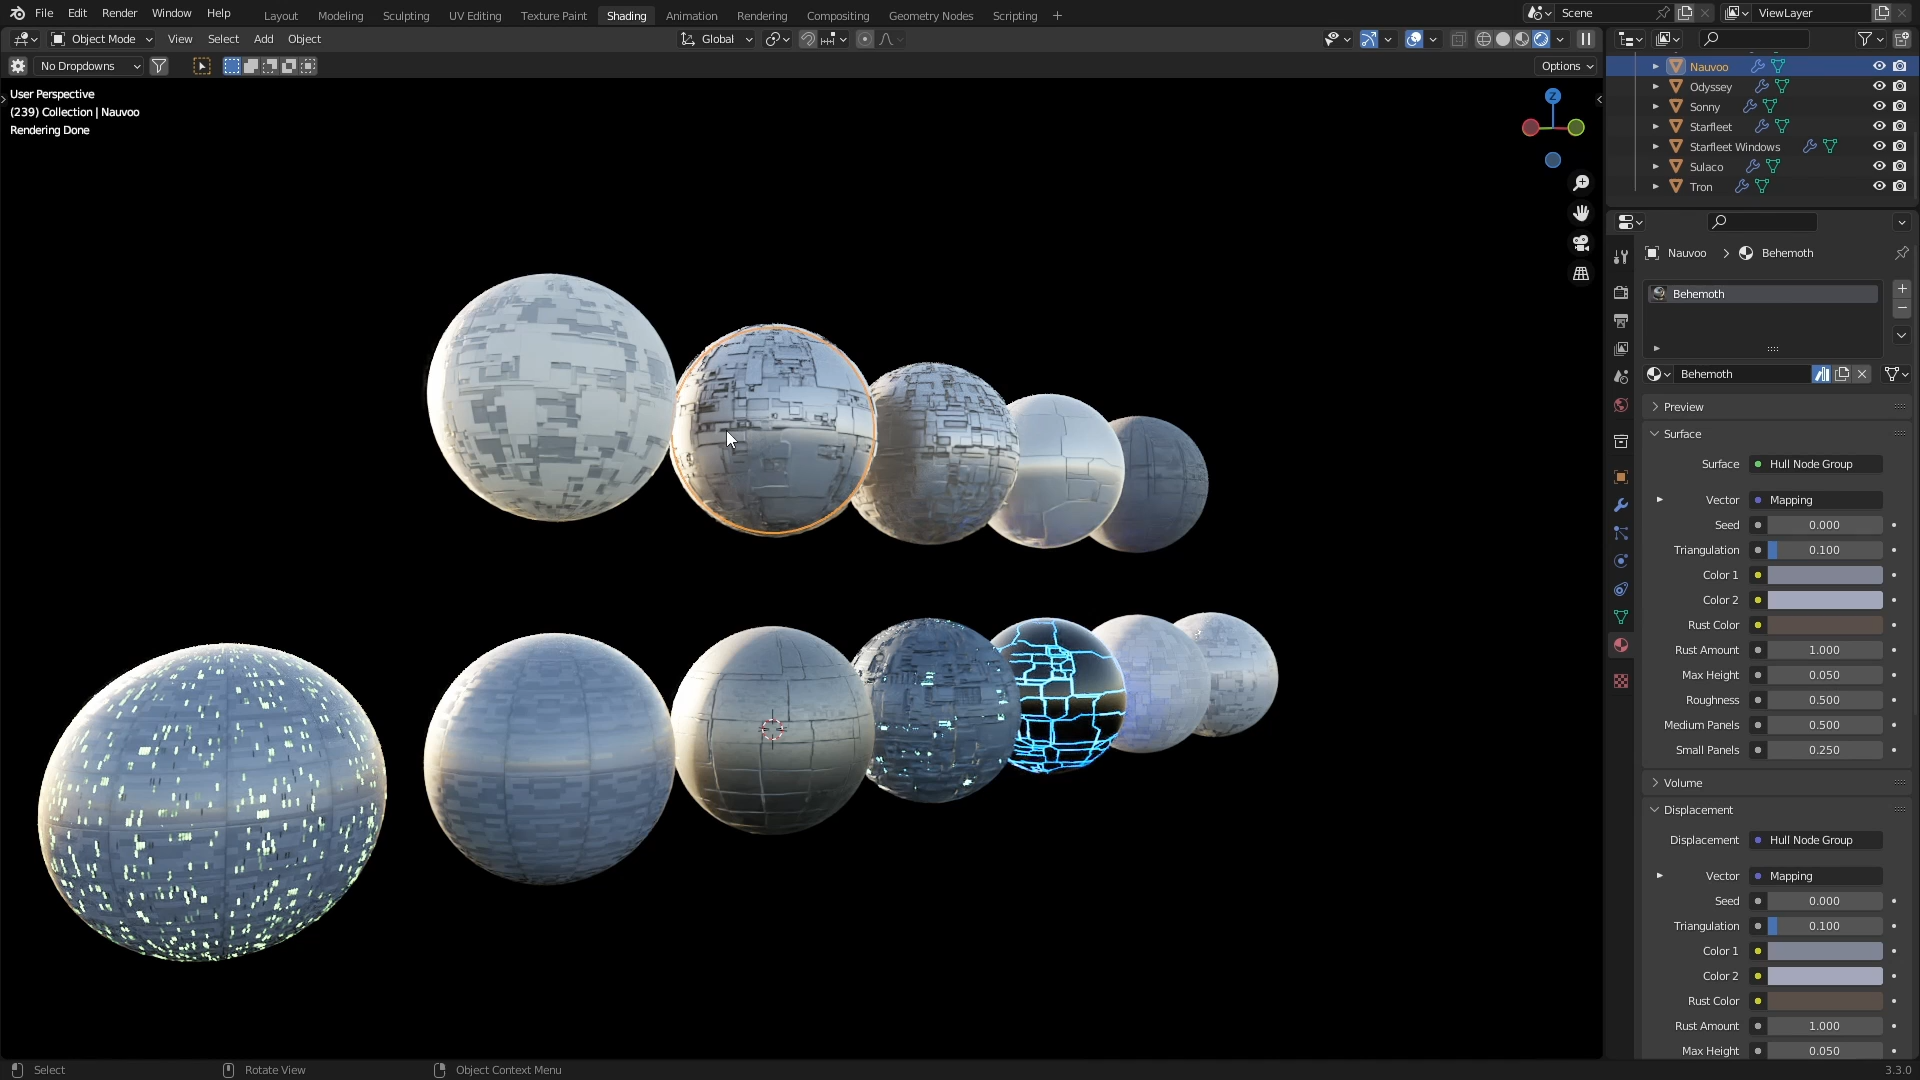 File Edit Render Window Help
Layout Modeling Sculpting UV Editing Texture Paint Shading Animation Rendering Compositing Geometry Nodes Scripting +
Scene
ViewLayer
Object Mode View Select Add Object
Global
No Dropdowns
Options
User Perspective
(239) Collection | Nauvoo
Rendering Done
Z
Nauvoo
Odyssey
Sonny
Starfleet
Starfleet Windows
Sulaco
Tron
Nauvoo > Behemoth
Behemoth
Behemoth
Preview
Surface
Surface Hull Node Group
Vector Mapping
Seed 0.000
Triangulation 0.100
Color 1
Color 2
Rust Color
Rust Amount 1.000
Max Height 0.050
Roughness 0.500
Medium Panels 0.500
Small Panels 0.250
Volume
Displacement
Displacement Hull Node Group
Vector Mapping
Seed 0.000
Triangulation 0.100
Color 1
Color 2
Rust Color
Rust Amount 1.000
Max Height 0.050
Select Rotate View Object Context Menu
3.3.0